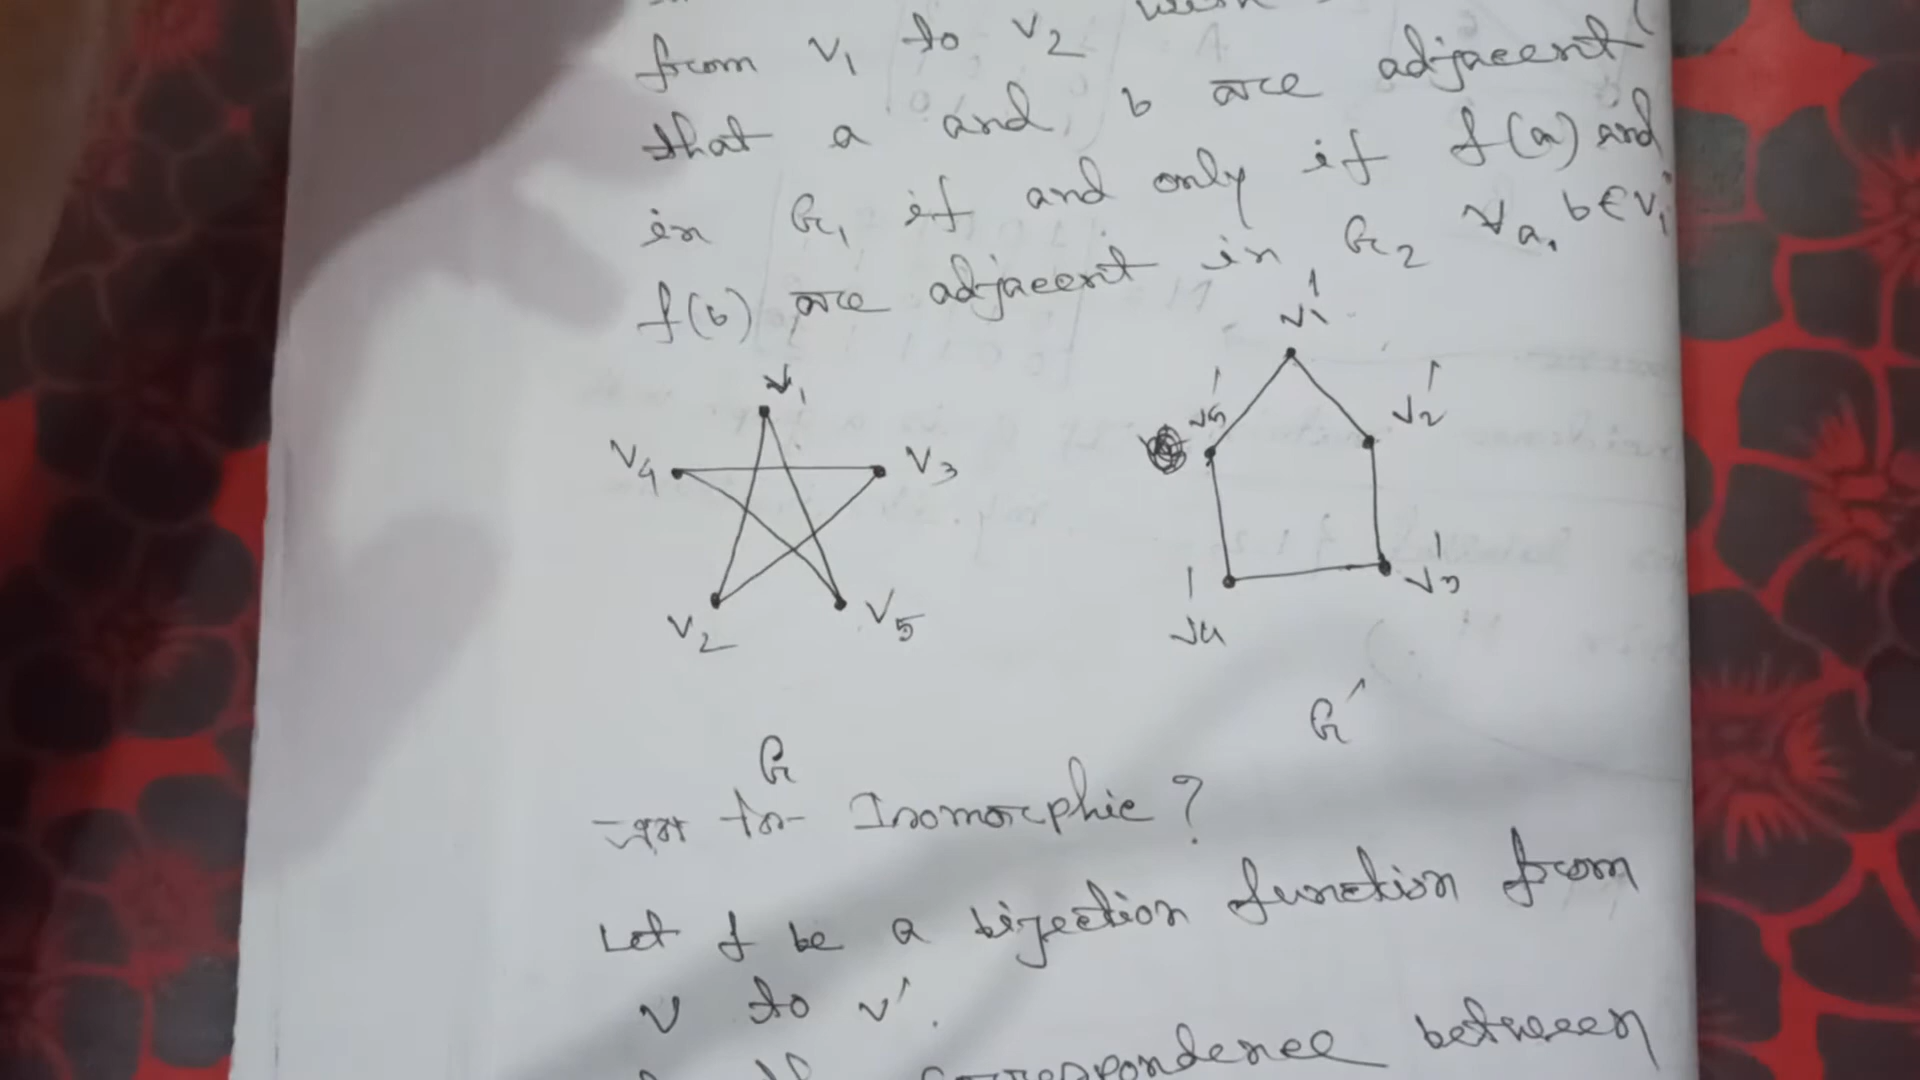 from V₁ to V₂ with
that a and b are adjacent
in G₁ if and only if f(a) and
f(b) are adjacent in G₂ ∀ a, b∈V₁
V₁
V₄
V₃
V₂
V₅
V₁'
V₅'
V₂'
V₄'
V₃'
G
G'
Isomorphic?
Let f be a bijection function from
V to V'.
correspondence between